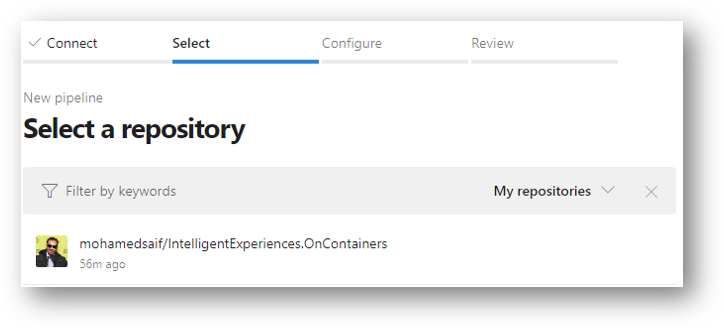 Connect Select Configure Review
New pipeline
Select a repository
Filter by keywords My repositories
mohamedsaif/IntelligentExperiences.OnContainers
56m ago